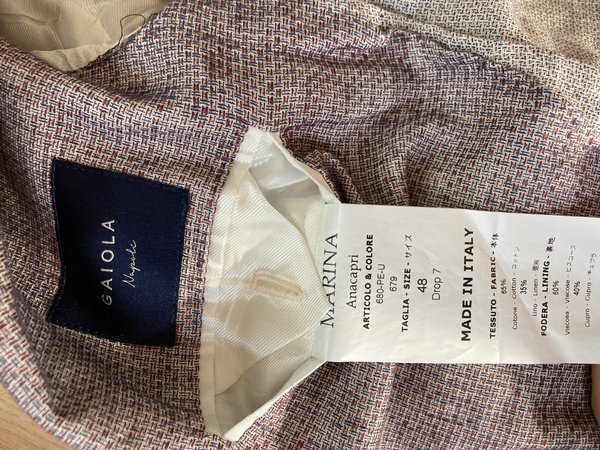 GAIOLA
Napoli
MARINA
Anacapri
ARTICOLO & COLORE
680-PE-U
679
TAGLIA - SIZE - サイズ
48
Drop 7
MADE IN ITALY
TESSUTO - FABRIC - 本体
65%
Cotone - Cotton - コットン
35%
Lino - Linen - 亜麻
FODERA - LINING - 裏地
60%
Viscosa - Viscose - ビスコース
40%
Cupro - Cupro - キュプラ